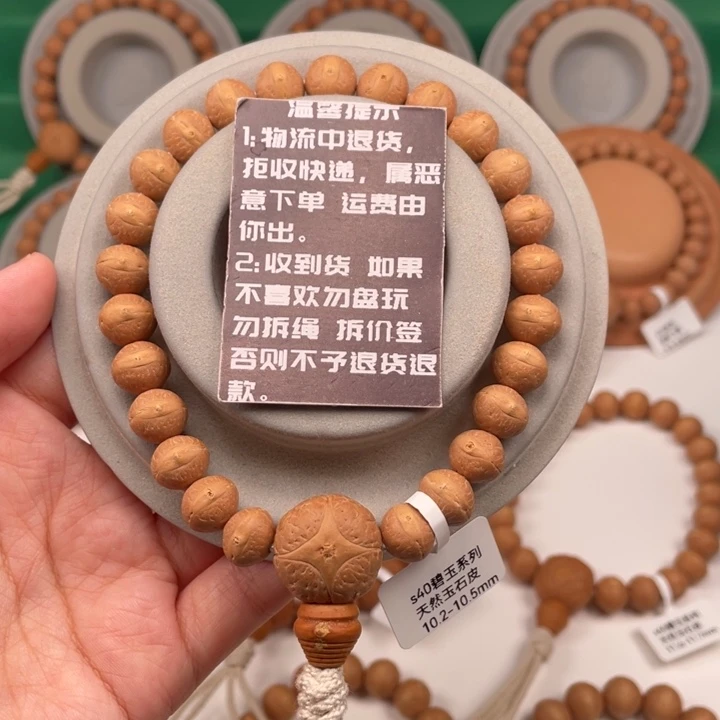 温馨提示
1:物流中退货,
拒收快递，属恶
意下单 运费由
你出。
2:收到货 如果
不喜欢勿盘玩
勿拆绳 拆价签
否则不予退货退
款。
s40碧玉系列
天然玉石皮
10.2-10.5mm